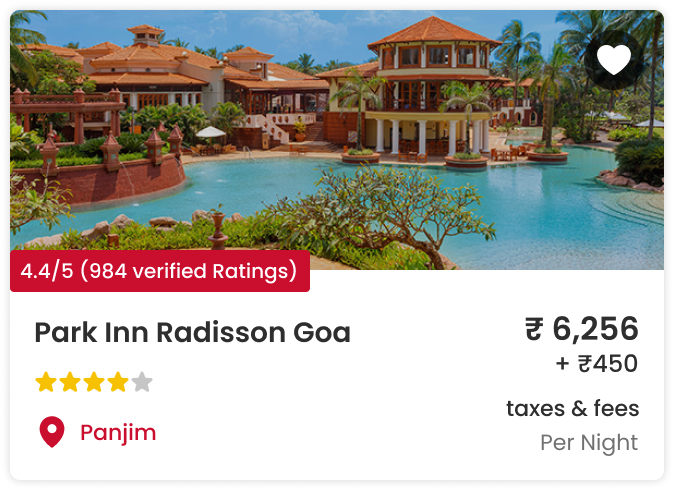 4.4/5 (984 verified Ratings)
Park Inn Radisson Goa
₹ 6,256
+ ₹450
taxes & fees
Per Night
Panjim